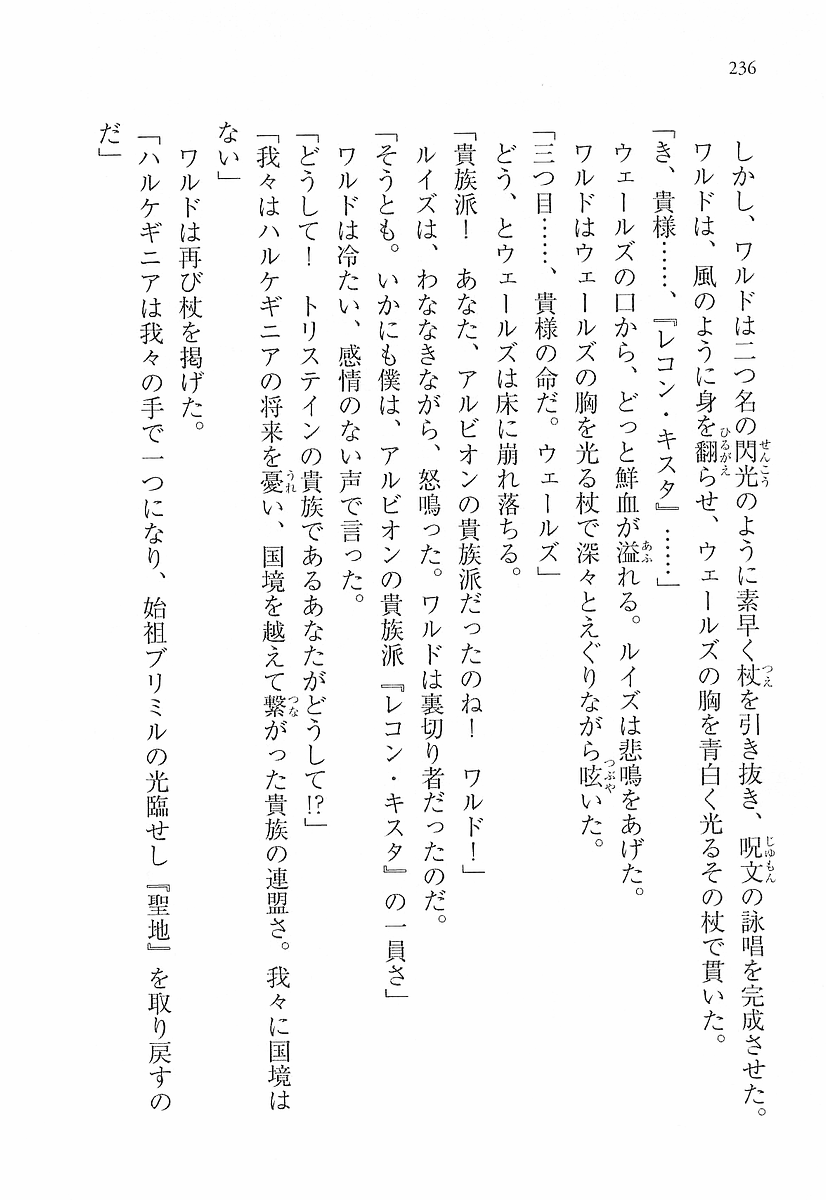 236
しかし、ワルドは二つ名の閃光のように素早く杖を引き抜き、呪文の詠唱を完成させた。
ワルドは、風のように身を翻らせ、ウェールズの胸を青白く光るその杖で貫いた。
「き、貴様……、『レコン・キスタ』……」
ウェールズの口から、どっと鮮血が溢れる。ルイズは悲鳴をあげた。
ワルドはウェールズの胸を光る杖で深々とえぐりながら呟いた。
「三つ目……、貴様の命だ。ウェールズ」
どう、とウェールズは床に崩れ落ちる。
「貴族派！　あなた、アルビオンの貴族派だったのね！　ワルド！」
ルイズは、わななきながら、怒鳴った。ワルドは裏切り者だったのだ。
「そうとも。いかにも僕は、アルビオンの貴族派『レコン・キスタ』の一員さ」
ワルドは冷たい、感情のない声で言った。
「どうして！　トリステインの貴族であるあなたがどうして!?」
「我々はハルケギニアの将来を憂い、国境を越えて繋がった貴族の連盟さ。我々に国境は
ない」
ワルドは再び杖を掲げた。
「ハルケギニアは我々の手で一つになり、始祖ブリミルの光臨せし『聖地』を取り戻すの
だ」